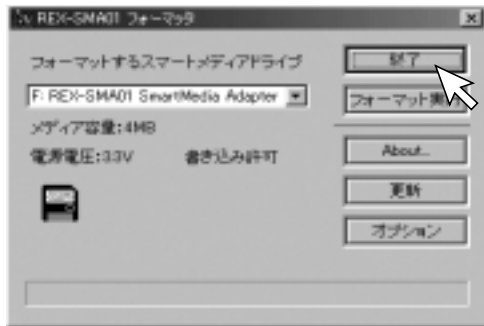 REX-SMA01 フォーマッタ
フォーマットするスマートメディアドライブ
F: REX-SMA01 SmartMedia Adapter
メディア容量:4MB
電源電圧:3.3V 書き込み許可
終了
フォーマット実
About...
更新
オプション